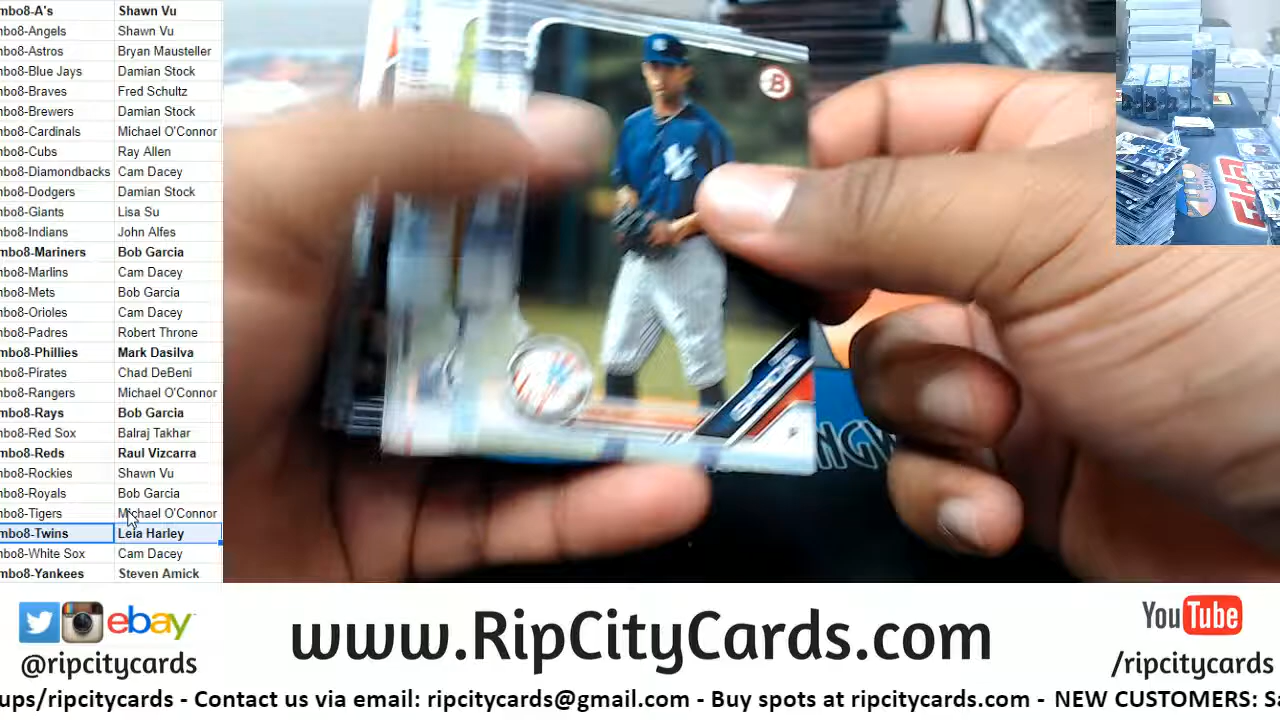 mbo8-A's Shawn Vu
mbo8-Angels Shawn Vu
mbo8-Astros Bryan Mausteller
mbo8-Blue Jays Damian Stock
mbo8-Braves Fred Schultz
mbo8-Brewers Damian Stock
mbo8-Cardinals Michael O'Connor
mbo8-Cubs Ray Allen
mbo8-Diamondbacks Cam Dacey
mbo8-Dodgers Damian Stock
mbo8-Giants Lisa Su
mbo8-Indians John Alfes
mbo8-Mariners Bob Garcia
mbo8-Marlins Cam Dacey
mbo8-Mets Bob Garcia
mbo8-Orioles Cam Dacey
mbo8-Padres Robert Throne
mbo8-Phillies Mark Dasilva
mbo8-Pirates Chad DeBeni
mbo8-Rangers Michael O'Connor
mbo8-Rays Bob Garcia
mbo8-Red Sox Balraj Takhar
mbo8-Reds Raul Vizcarra
mbo8-Rockies Shawn Vu
mbo8-Royals Bob Garcia
mbo8-Tigers Michael O'Connor
mbo8-Twins Leia Harley
mbo8-White Sox Cam Dacey
mbo8-Yankees Steven Amick
B
NY
ebay
@ripcitycards
www.RipCityCards.com
YouTube
/ripcitycards
ups/ripcitycards - Contact us via email: ripcitycards@gmail.com - Buy spots at ripcitycards.com - NEW CUSTOMERS: Sa